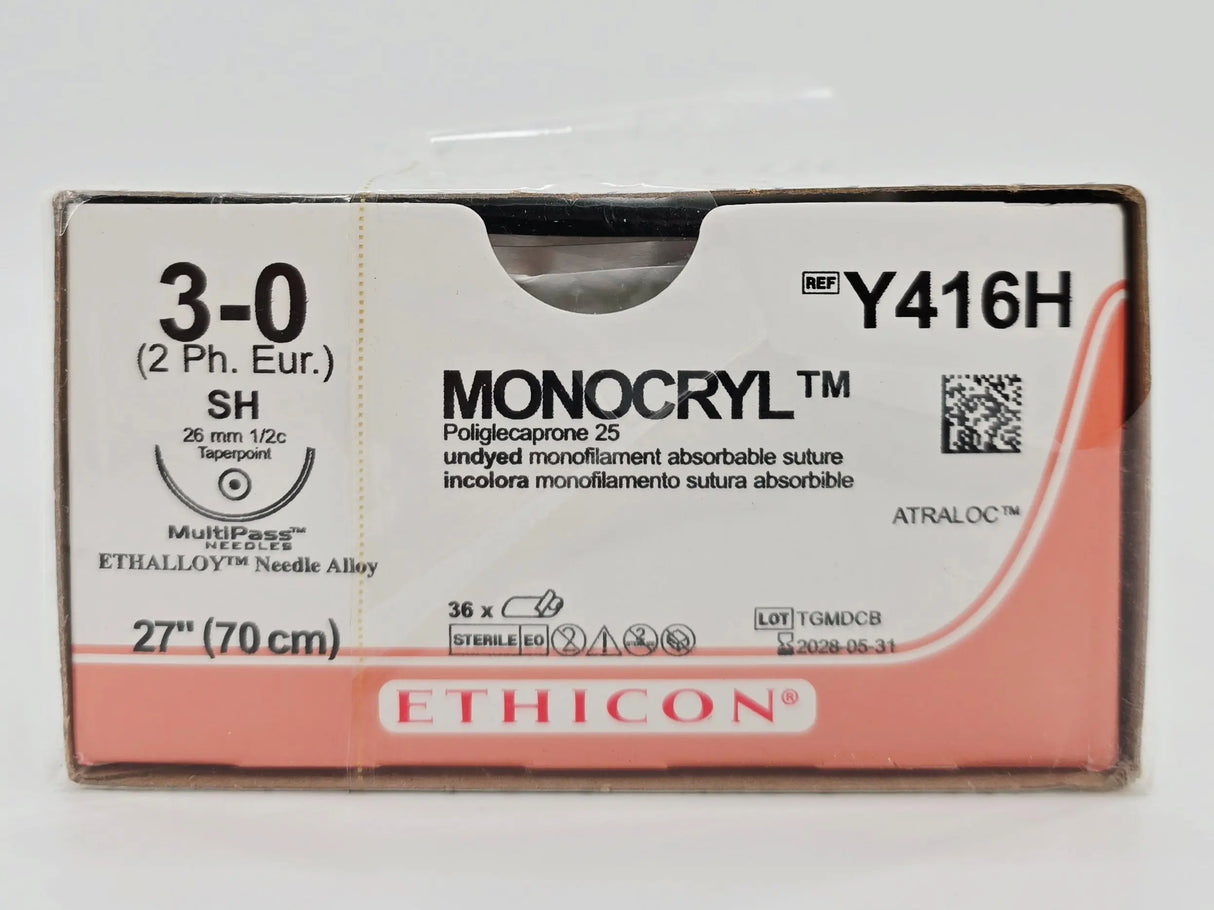 3-0
(2 Ph. Eur.)
SH
26 mm 1/2c
Taperpoint
MultiPass™
NEEDLES
ETHALLOY™ Needle Alloy
27" (70 cm)
REF Y416H
MONOCRYL™
Poliglecaprone 25
undyed monofilament absorbable suture
incolora monofilamento sutura absorbible
ATRALOC™
36 x
STERILE EO 2
LOT TGMDCB
2028-05-31
ETHICON®